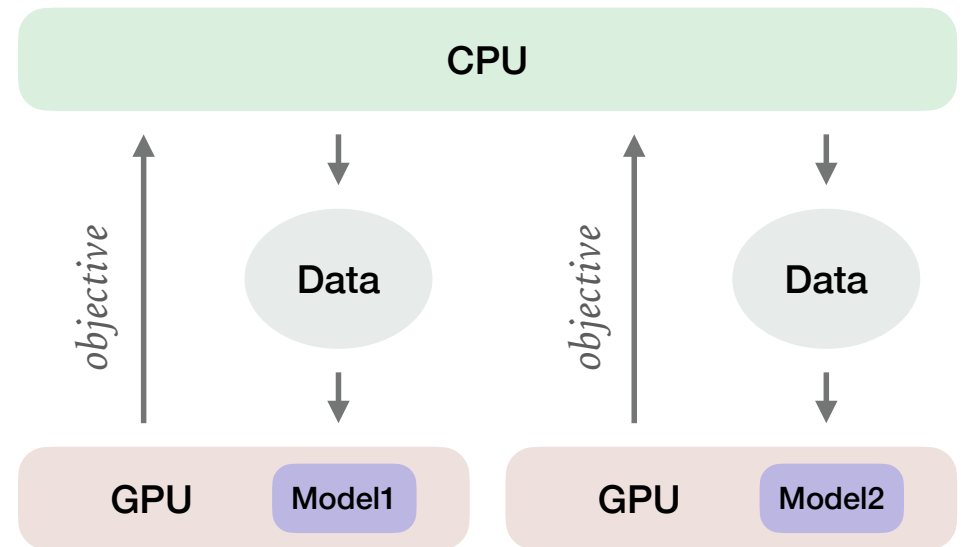 CPU
objective
Data
objective
Data
GPU
Model1
GPU
Model2